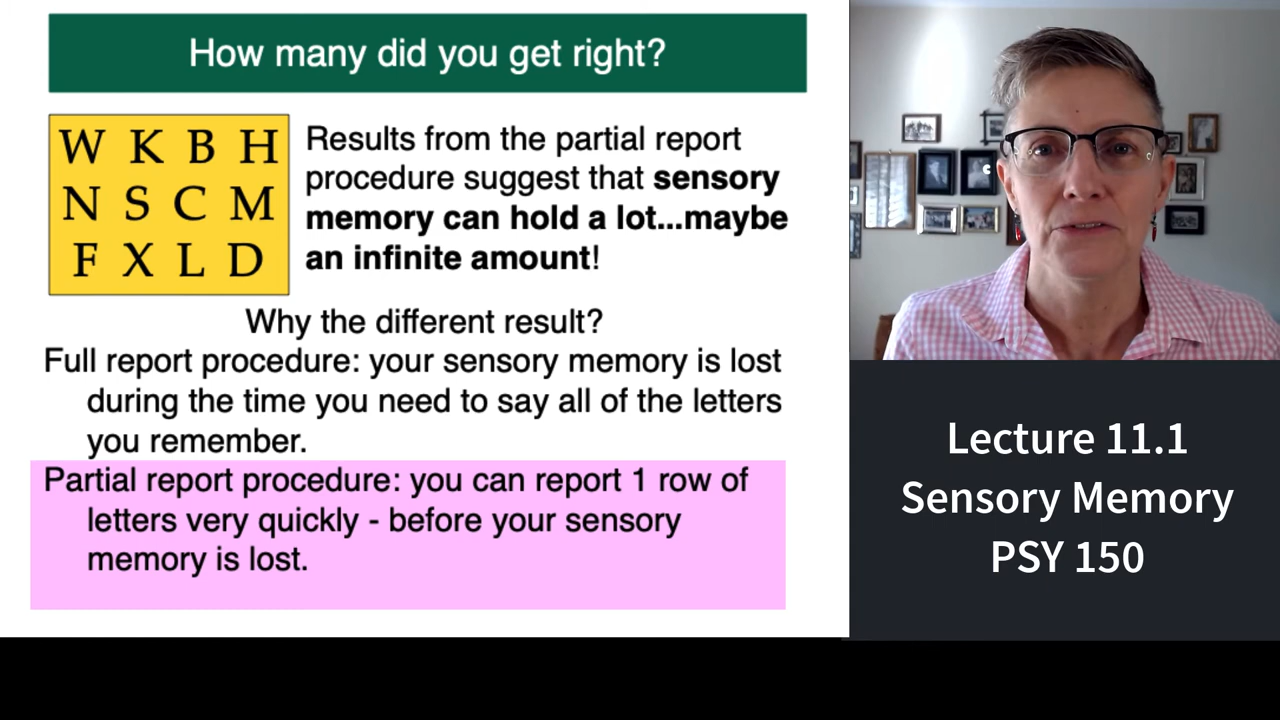 How many did you get right?
W K B H
N S C M
F X L D
Results from the partial report
procedure suggest that sensory
memory can hold a lot...maybe
an infinite amount!
Why the different result?
Full report procedure: your sensory memory is lost
during the time you need to say all of the letters
you remember.
Partial report procedure: you can report 1 row of
letters very quickly - before your sensory
memory is lost.
Lecture 11.1
Sensory Memory
PSY 150